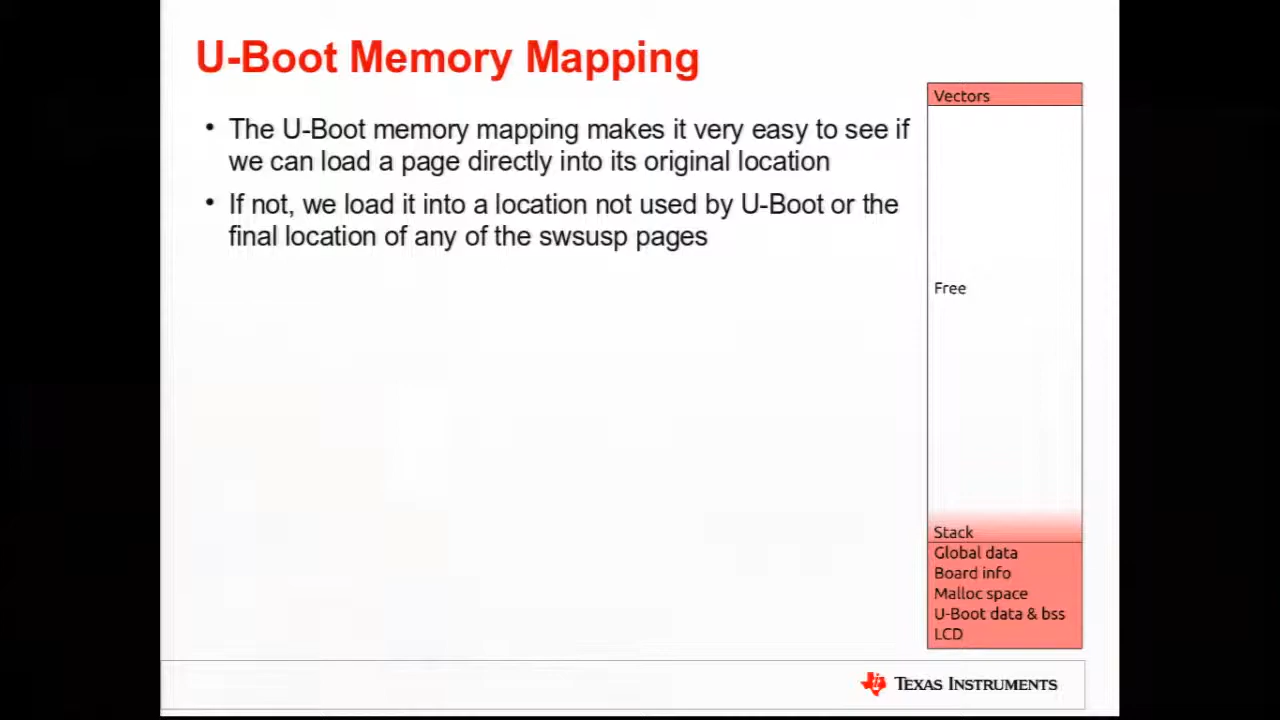 U-Boot Memory Mapping
• The U-Boot memory mapping makes it very easy to see if
we can load a page directly into its original location
• If not, we load it into a location not used by U-Boot or the
final location of any of the swsusp pages
Vectors
Free
Stack
Global data
Board info
Malloc space
U-Boot data & bss
LCD
TEXAS INSTRUMENTS